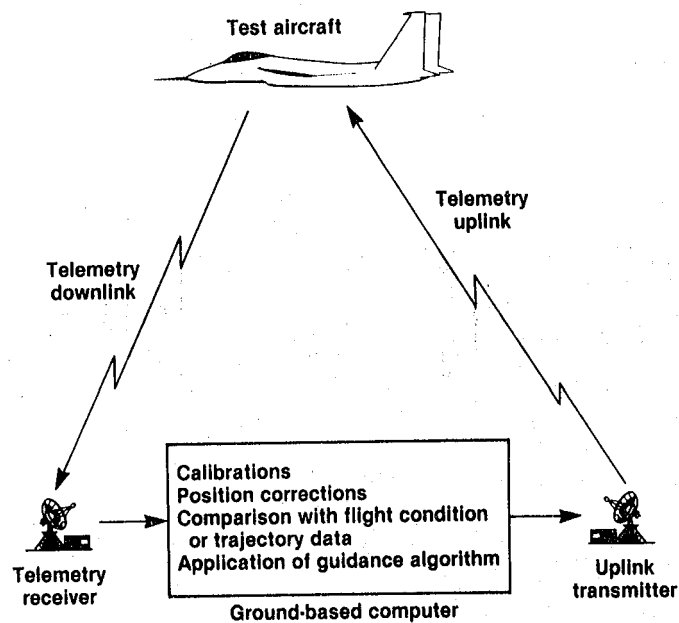 Test aircraft
Telemetry
uplink
Telemetry
downlink
Calibrations
Position corrections
Comparison with flight condition
or trajectory data
Application of guidance algorithm
Telemetry
receiver
Uplink
transmitter
Ground-based computer